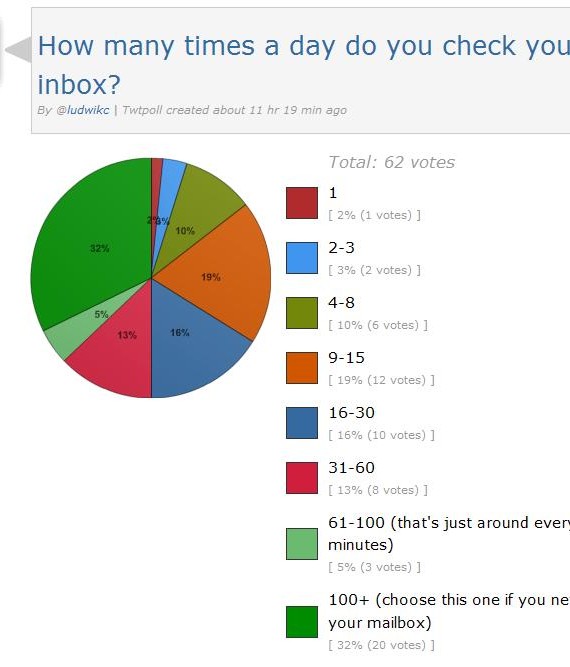 How many times a day do you check you
inbox?
By @ludwikc | Twtpoll created about 11 hr 19 min ago
Total: 62 votes
1
[ 2% (1 votes) ]
2-3
[ 3% (2 votes) ]
4-8
[ 10% (6 votes) ]
9-15
[ 19% (12 votes) ]
16-30
[ 16% (10 votes) ]
31-60
[ 13% (8 votes) ]
61-100 (that's just around every
minutes)
[ 5% (3 votes) ]
100+ (choose this one if you ne
your mailbox)
[ 32% (20 votes) ]
2%
3%
10%
19%
16%
13%
5%
32%